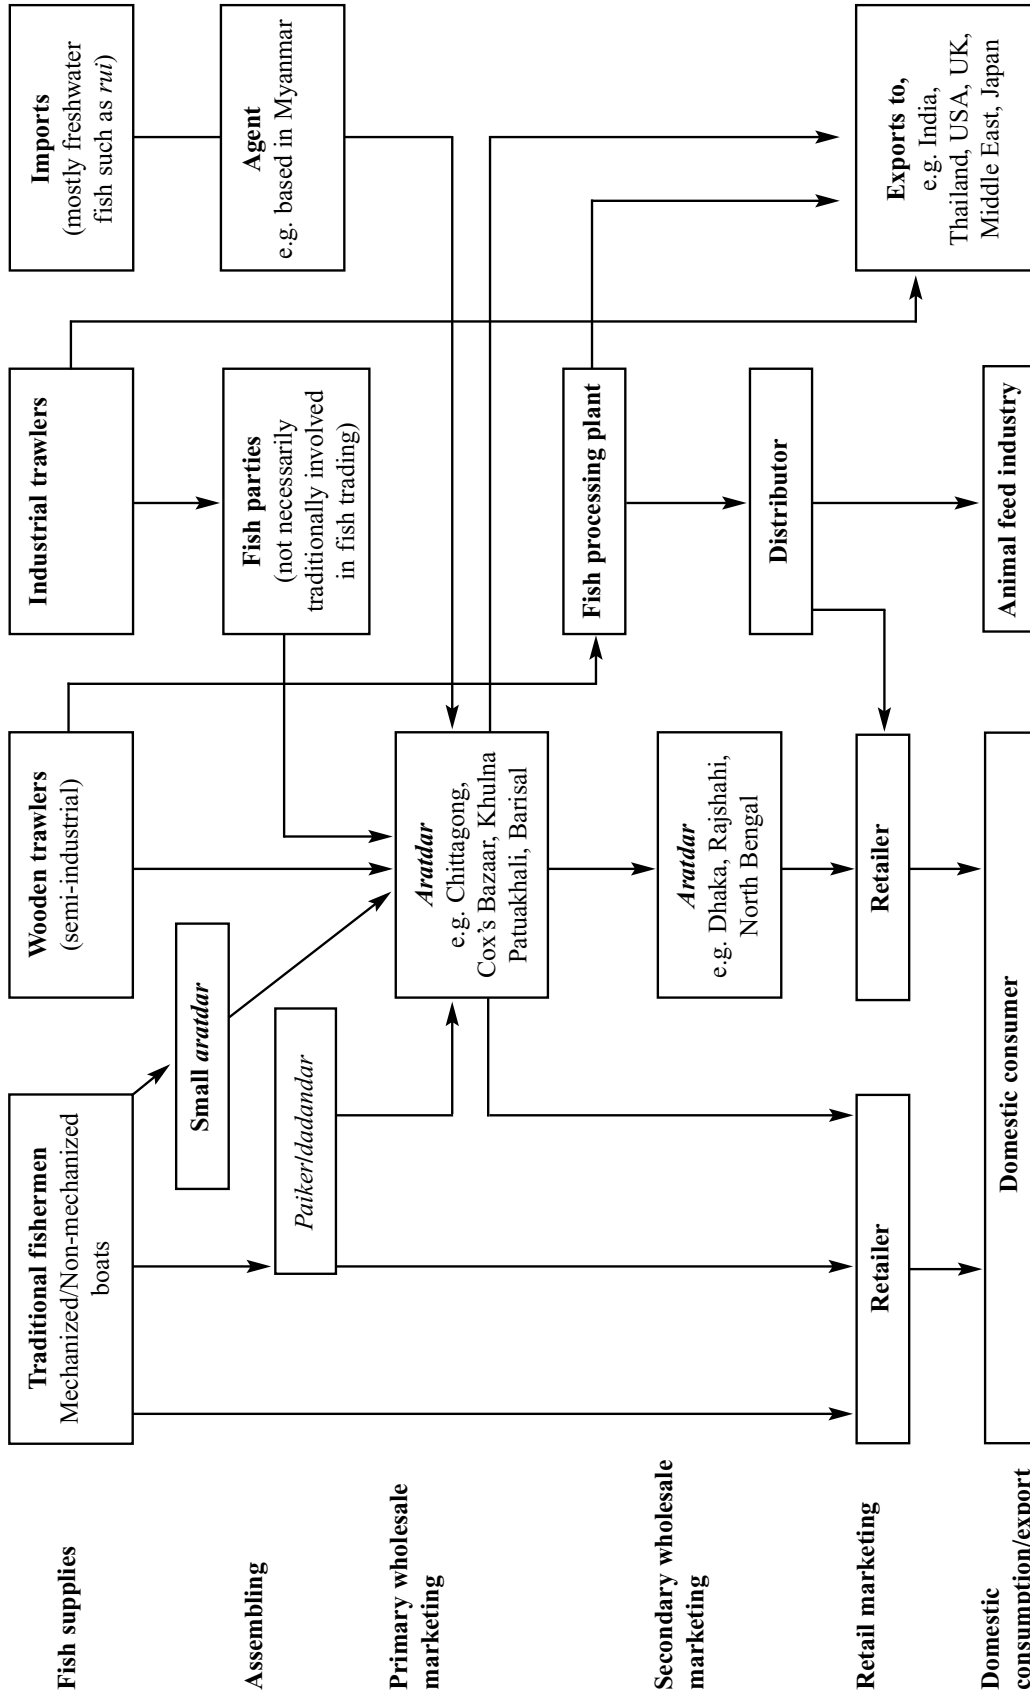 Fish supplies
Traditional fishermen
Mechanized/Non-mechanized
boats
Wooden trawlers
(semi-industrial)
Industrial trawlers
Imports
(mostly freshwater
fish such as rui)
Assembling
Small aratdar
Paiker/dadandar
Fish parties
(not necessarily
traditionally involved
in fish trading)
Agent
e.g. based in Myanmar
Primary wholesale
marketing
Aratdar
e.g. Chittagong,
Cox's Bazaar, Khulna
Patuakhali, Barisal
Secondary wholesale
marketing
Aratdar
e.g. Dhaka, Rajshahi,
North Bengal
Fish processing plant
Distributor
Retail marketing
Retailer
Retailer
Exports to,
e.g. India,
Thailand, USA, UK,
Middle East, Japan
Domestic
consumption/export
Domestic consumer
Animal feed industry